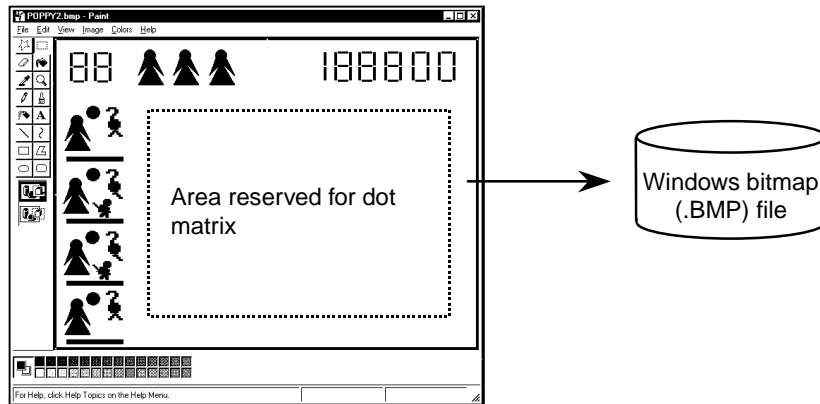 POPPY2.bmp - Paint
File Edit View Image Colors Help
88 188800
A
Area reserved for dot
matrix
Windows bitmap
(.BMP) file
For Help, click Help Topics on the Help Menu.